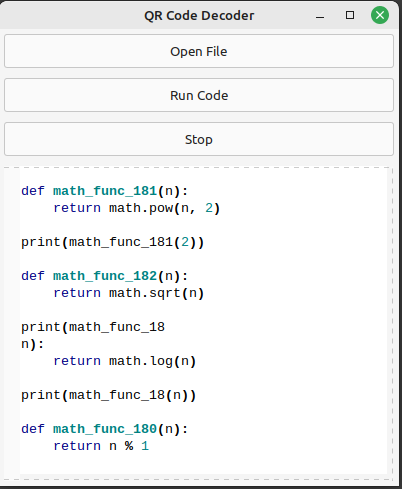 QR Code Decoder
Open File
Run Code
Stop
def math_func_181(n):
    return math.pow(n, 2)
print(math_func_181(2))
def math_func_182(n):
    return math.sqrt(n)
print(math_func_18
n):
    return math.log(n)
print(math_func_18(n))
def math_func_180(n):
    return n % 1